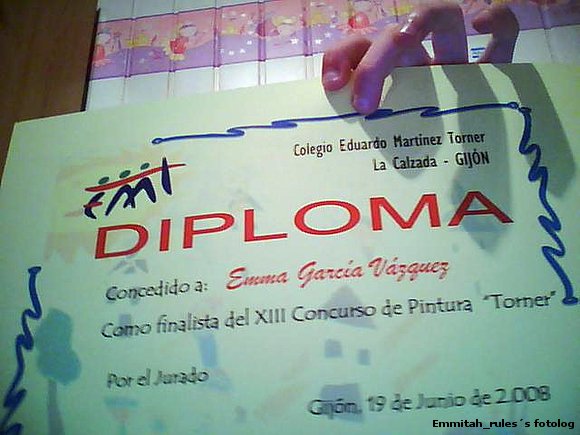 Colegio Eduardo Martínez Torner
La Calzada - GIJÓN
emt
DIPLOMA
Concedido a: Emma García Vázquez
Como finalista del XIII Concurso de Pintura "Torner"
Por el Jurado
Gijón, 19 de Junio de 2.008
Emmitah_rules´s fotolog